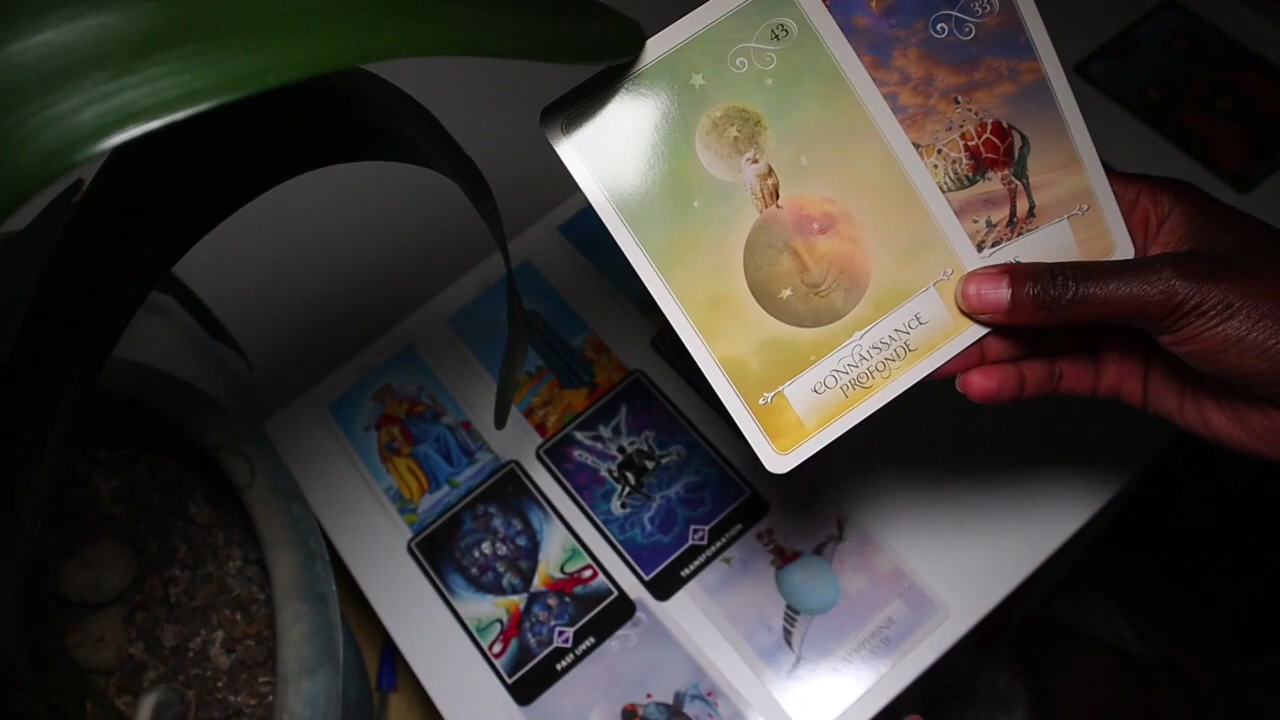 43
33
CONNAISSANCE
PROFONDE
TRANSFORMATION
PAST LIVES